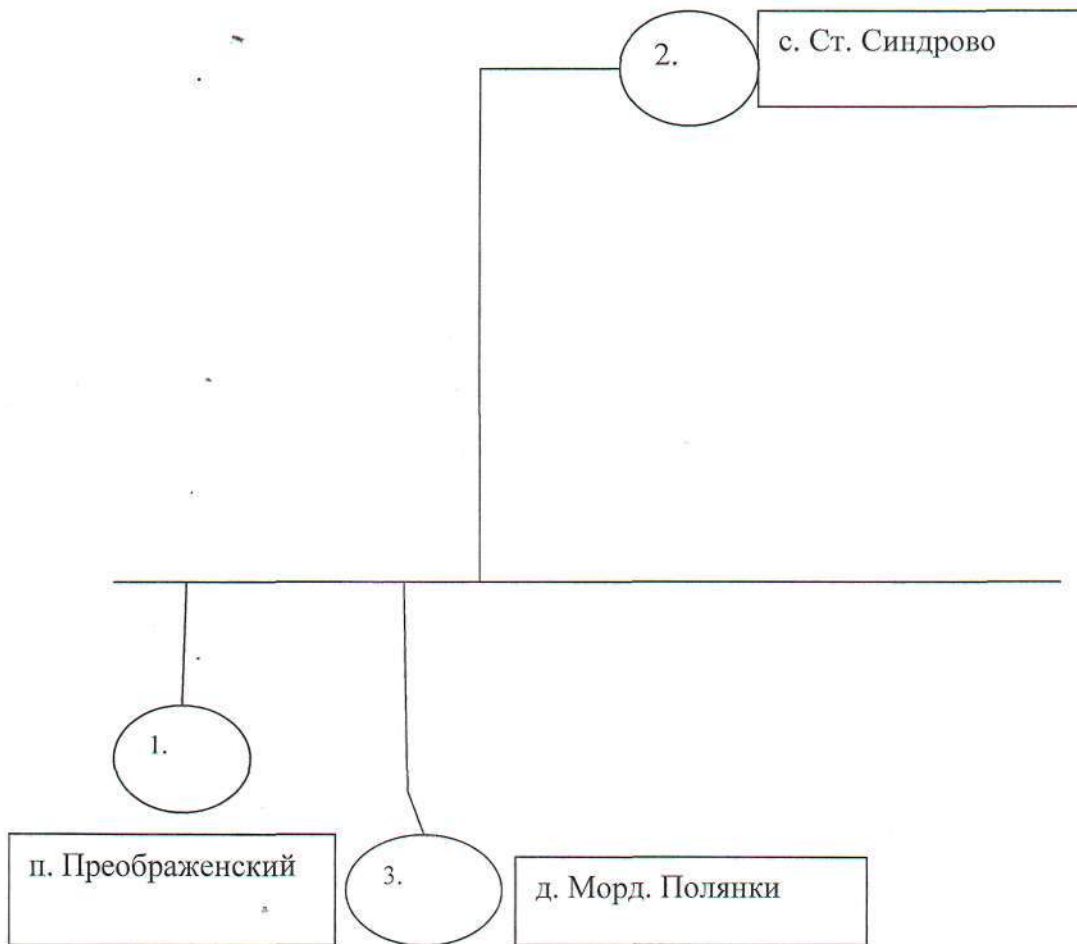 2.
с. Ст. Синдрово
1.
п. Преображенский
3.
д. Морд. Полянки